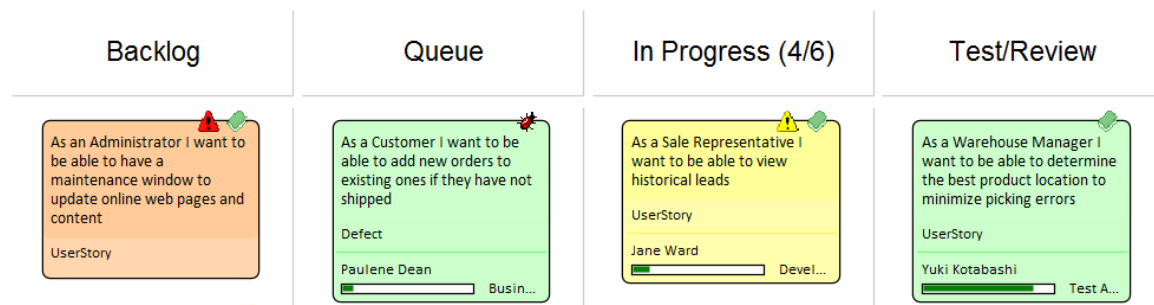 Backlog
Queue
In Progress (4/6)
Test/Review
As an Administrator I want to
be able to have a
maintenance window to
update online web pages and
content
UserStory
As a Customer I want to be
able to add new orders to
existing ones if they have not
shipped
Defect
Paulene Dean
Busin...
As a Sale Representative I
want to be able to view
historical leads
UserStory
Jane Ward
Devel...
As a Warehouse Manager I
want to be able to determine
the best product location to
minimize picking errors
UserStory
Yuki Kotabashi
Test A...